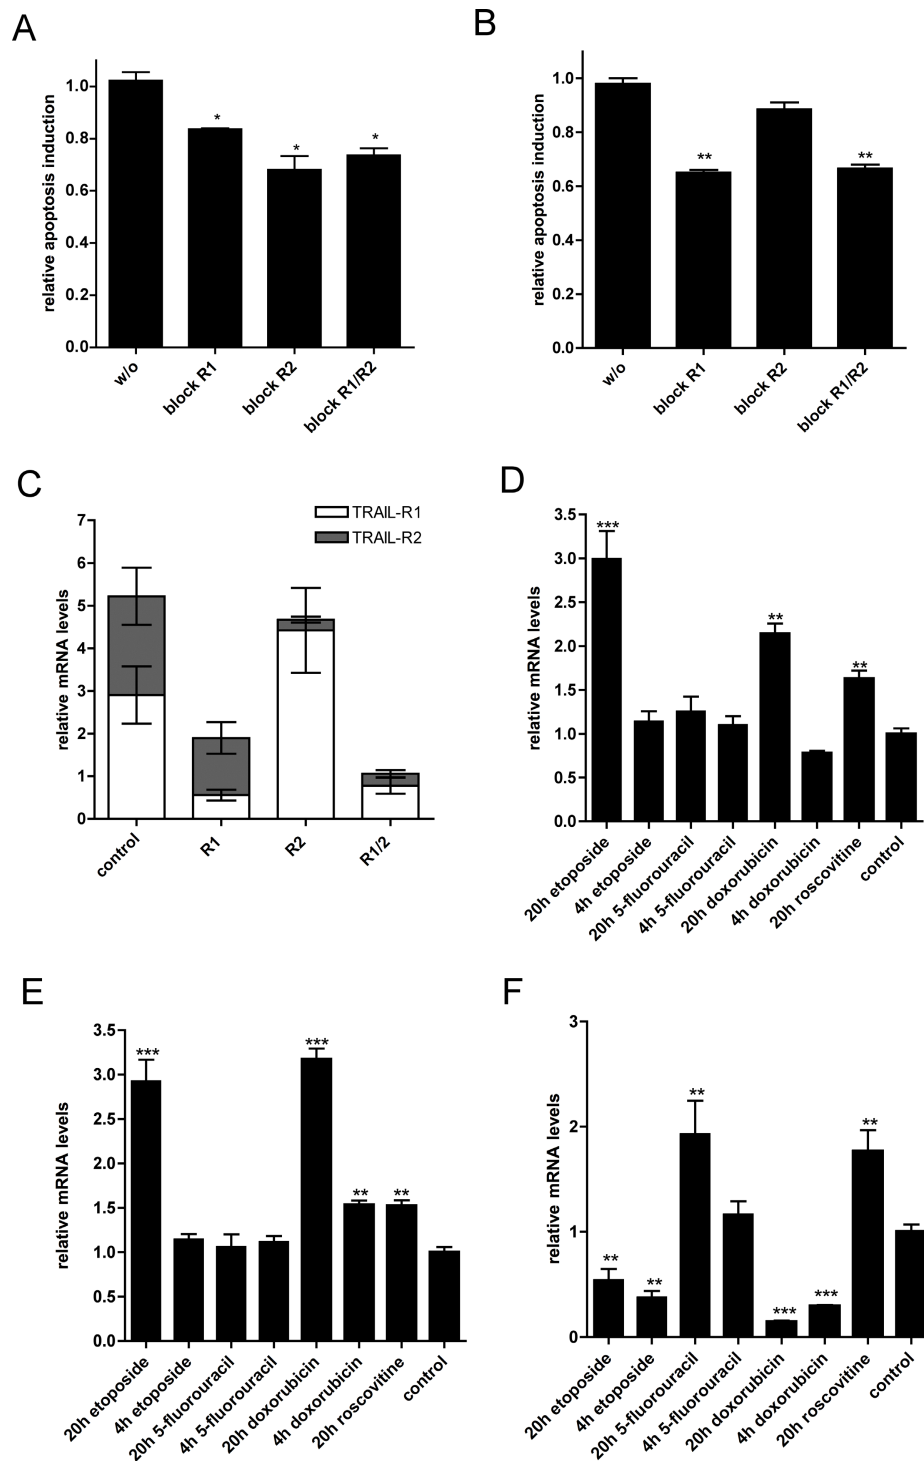 A
relative apoptosis induction
1.0
0.8
0.6
0.4
0.2
0.0
*
*
*
w/o
block R1
block R2
block R1/R2
B
relative apoptosis induction
1.0
0.8
0.6
0.4
0.2
0.0
**
**
w/o
block R1
block R2
block R1/R2
C
TRAIL-R1
TRAIL-R2
relative mRNA levels
7
6
5
4
3
2
1
0
control
R1
R2
R1/2
D
relative mRNA levels
3.5
3.0
2.5
2.0
1.5
1.0
0.5
0.0
***
**
**
20h etoposide
4h etoposide
20h 5-fluorouracil
4h 5-fluorouracil
20h doxorubicin
4h doxorubicin
20h roscovitine
control
E
relative mRNA levels
3.5
3.0
2.5
2.0
1.5
1.0
0.5
0.0
***
***
**
**
20h etoposide
4h etoposide
20h 5-fluorouracil
4h 5-fluorouracil
20h doxorubicin
4h doxorubicin
20h roscovitine
control
F
relative mRNA levels
3
2
1
0
**
**
**
***
***
**
20h etoposide
4h etoposide
20h 5-fluorouracil
4h 5-fluorouracil
20h doxorubicin
4h doxorubicin
20h roscovitine
control